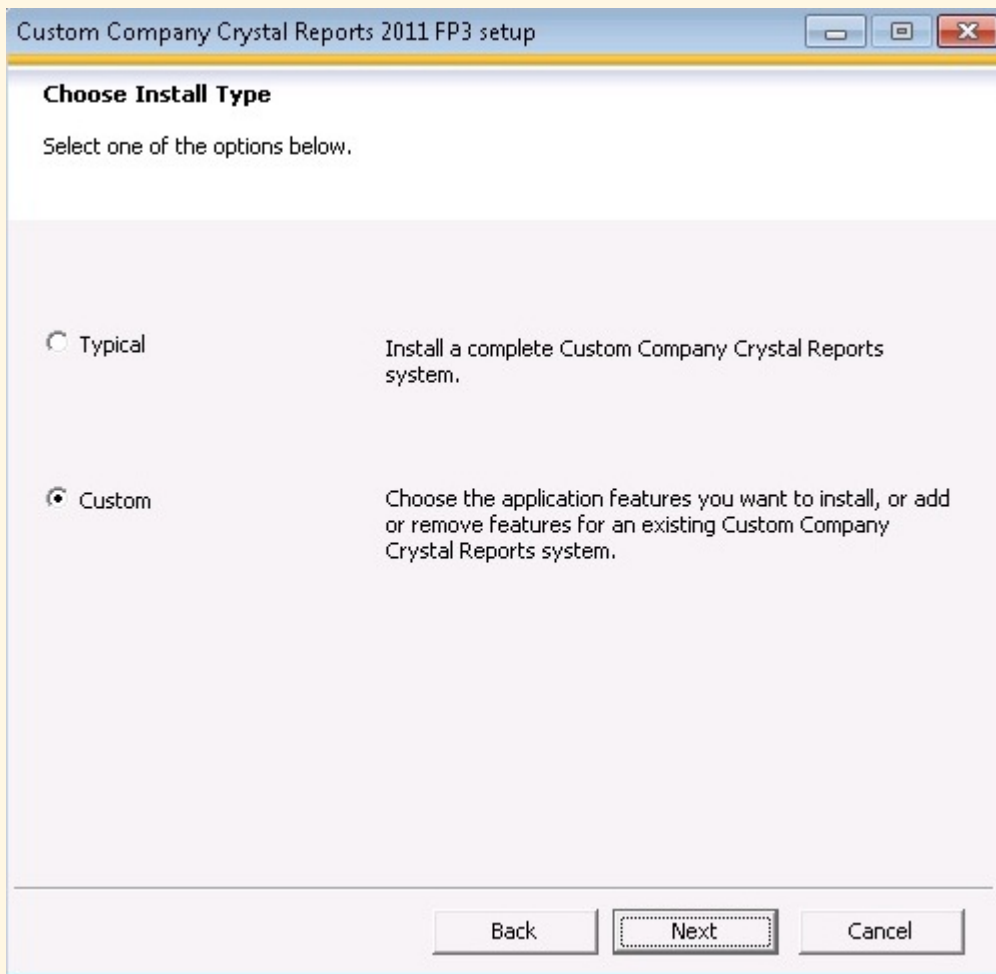 Custom Company Crystal Reports 2011 FP3 setup
Choose Install Type
Select one of the options below.
Typical
Install a complete Custom Company Crystal Reports
system.
Custom
Choose the application features you want to install, or add
or remove features for an existing Custom Company
Crystal Reports system.
Back
Next
Cancel